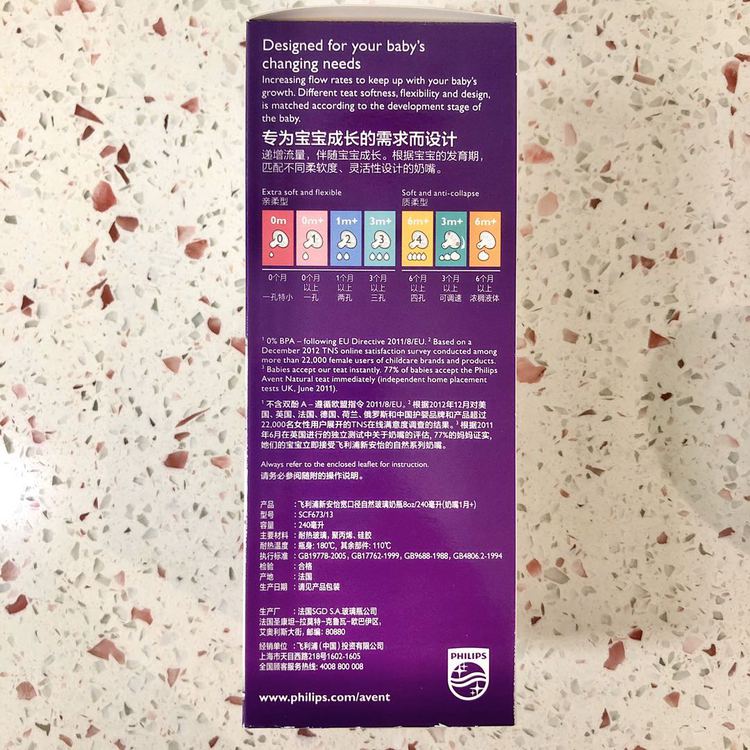 Designed for your baby's
changing needs
Increasing flow rates to keep up with your baby's
growth. Different teat softness, flexibility and design,
is matched according to the development stage of
the baby.
专为宝宝成长的需求而设计
递增流量，伴随宝宝成长。根据宝宝的发育期，
匹配不同柔软度、灵活性设计的奶嘴。
Extra soft and flexible
亲柔型
Soft and anti-collapse
质柔型
0m 0m+ 1m+ 3m+ 6m+ 3m+ 6m+
0 1 2 3 4
0个月 0个月以上 1个月以上 3个月以上 6个月以上 3个月以上 6个月以上
一孔特小 一孔 两孔 三孔 四孔 可调速 浓稠液体
1 0% BPA – following EU Directive 2011/8/EU. 2 Based on a
December 2012 TNS online satisfaction survey conducted among
more than 22,000 female users of childcare brands and products.
3 Babies accept our teat instantly. 77% of babies accept the Philips
Avent Natural teat immediately (independent home placement
tests UK, June 2011).
1 不含双酚 A – 遵循欧盟指令 2011/8/EU。2 根据2012年12月对美
国、英国、法国、德国、荷兰、俄罗斯和中国护婴品牌和产品超过
22,000名女性用户展开的TNS在线满意度调查的结果。3 根据2011
年6月在英国进行的独立测试中关于奶嘴的评估, 77%的妈妈证实,
她们的宝宝立即接受飞利浦新安怡的自然系列奶嘴。
Always refer to the enclosed leaflet for instruction.
请务必参阅随附的操作说明。
产品 : 飞利浦新安怡宽口径自然玻璃奶瓶8oz/240毫升(奶嘴1月+)
型号 : SCF673/13
容量 : 240毫升
主要材料 : 耐热玻璃, 聚丙烯、硅胶
耐热温度 : 瓶身: 180℃, 其余部件: 110℃
执行标准 : GB19778-2005, GB17762-1999, GB9688-1988, GB4806.2-1994
检验 : 合格
产地 : 法国
生产日期 : 请见产品包装
生产厂 : 法国SGD S.A.玻璃瓶公司
法国圣康坦-拉莫特-克鲁瓦-欧巴伊区,
艾奥利斯大街, 邮编: 80880
经销单位 : 飞利浦（中国）投资有限公司
上海市天目西路218号1602-1605
全国顾客服务热线: 4008 800 008
PHILIPS
www.philips.com/avent